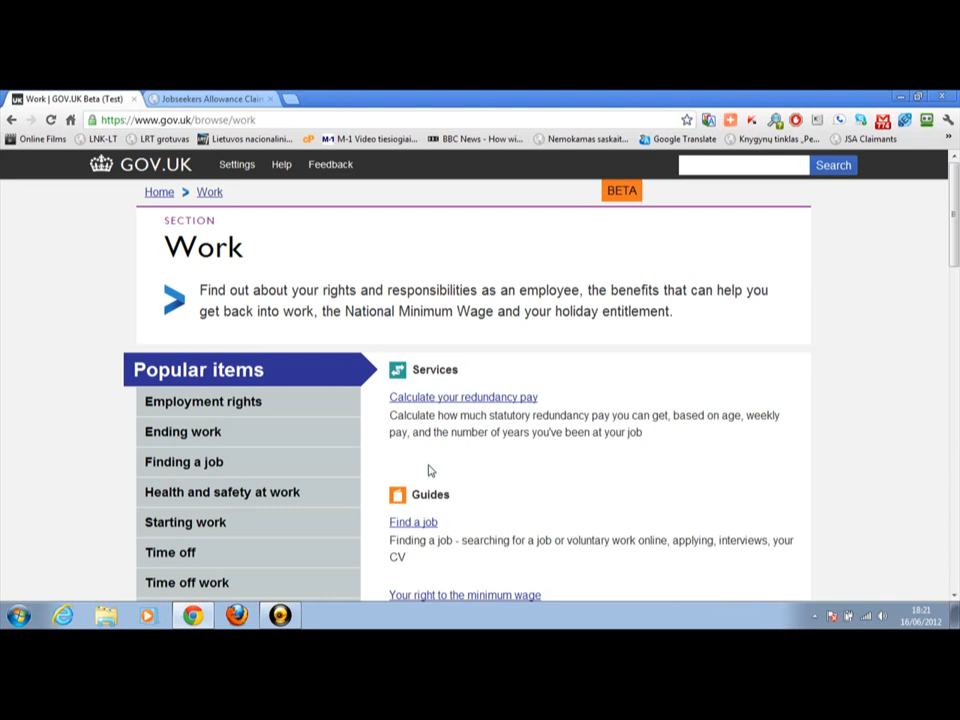 Work | GOV.UK Beta (Test)
Jobseekers Allowance Clain
https://www.gov.uk/browse/work
Online Films LNK-LT LRT grotuvas Lietuvos nacionalini... cP M-1 Video tiesiogiai... BBC News - How wi... Nemokamas saskait... Google Translate Knygynų tinklas „Pe... JSA Claimants
GOV.UK Settings Help Feedback Search
Home > Work BETA
SECTION
Work
Find out about your rights and responsibilities as an employee, the benefits that can help you
get back into work, the National Minimum Wage and your holiday entitlement.
Popular items
Employment rights
Ending work
Finding a job
Health and safety at work
Starting work
Time off
Time off work
Services
Calculate your redundancy pay
Calculate how much statutory redundancy pay you can get, based on age, weekly
pay, and the number of years you've been at your job
Guides
Find a job
Finding a job - searching for a job or voluntary work online, applying, interviews, your
CV
Your right to the minimum wage
18:21
16/06/2012